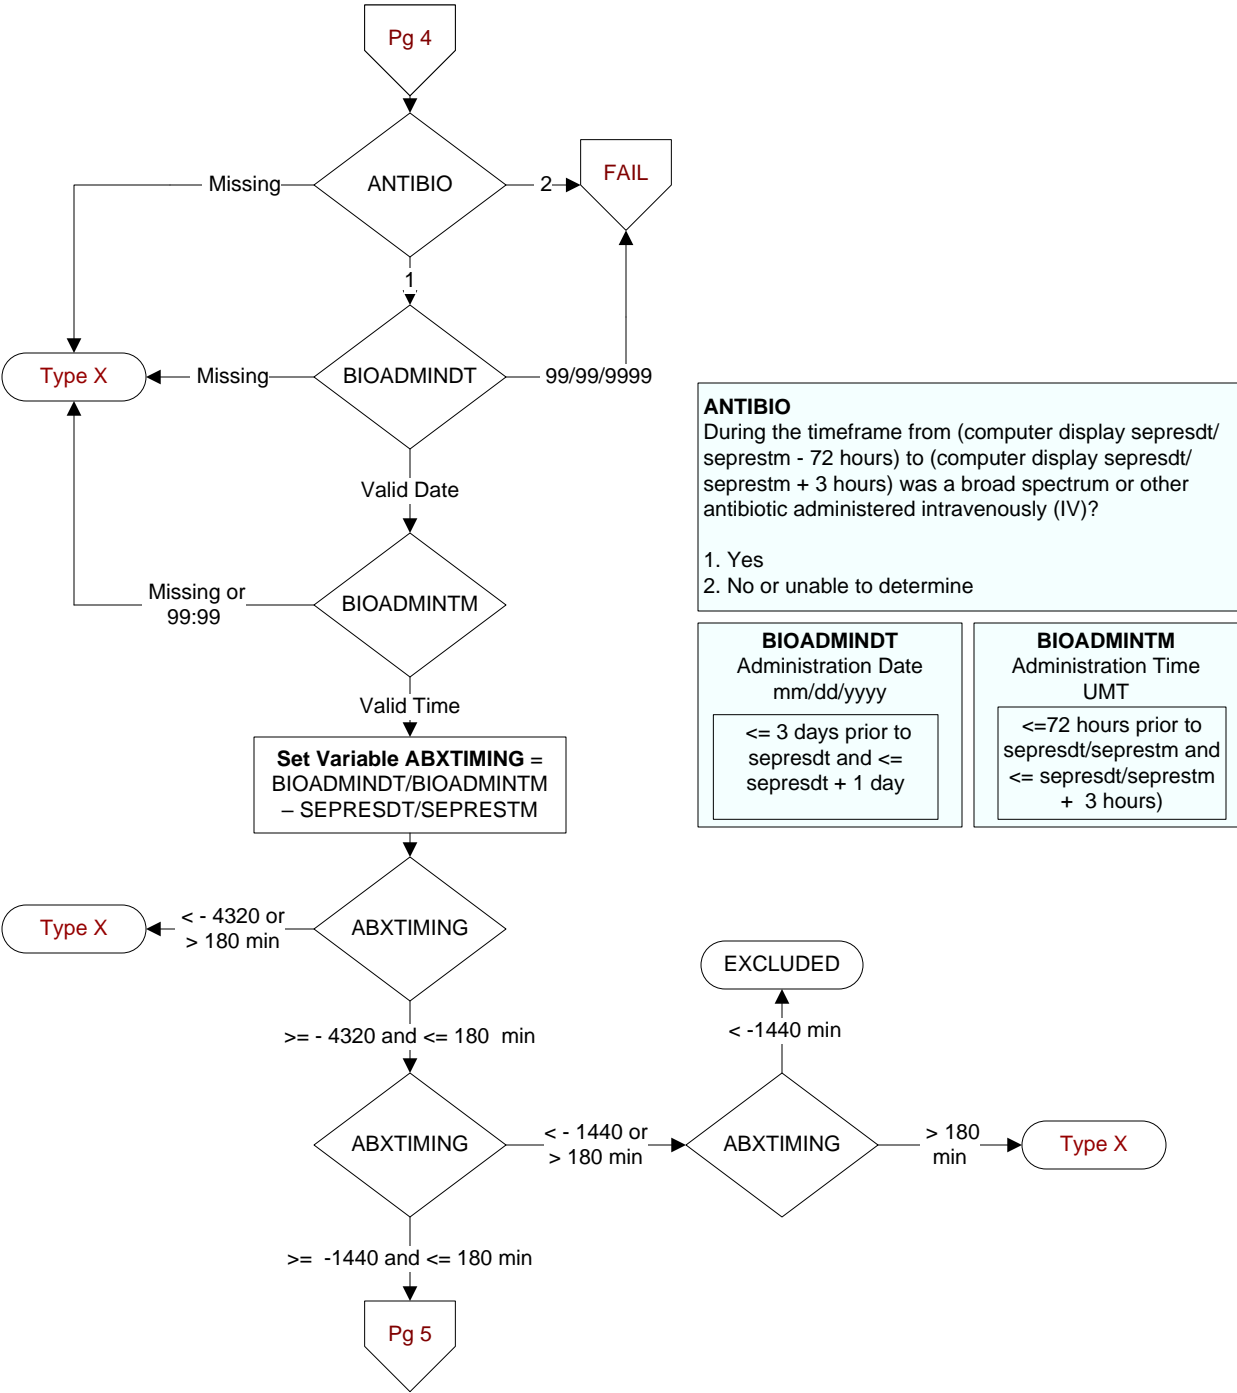 Pg 4
Missing
ANTIBIO
2
FAIL
1
Type X
Missing
BIOADMINDT
99/99/9999
ANTIBIO
During the timeframe from (computer display sepresdt/
seprestm - 72 hours) to (computer display sepresdt/
seprestm + 3 hours) was a broad spectrum or other
antibiotic administered intravenously (IV)?
1. Yes
2. No or unable to determine
Valid Date
Missing or
99:99
BIOADMINTM
BIOADMINDT
Administration Date
mm/dd/yyyy
<= 3 days prior to
sepresdt and <=
sepresdt + 1 day
BIOADMINTM
Administration Time
UMT
<=72 hours prior to
sepresdt/seprestm and
<= sepresdt/seprestm
+ 3 hours)
Valid Time
Set Variable ABXTIMING =
BIOADMINDT/BIOADMINTM
– SEPRESDT/SEPRESTM
Type X
< - 4320 or
> 180 min
ABXTIMING
EXCLUDED
>= - 4320 and <= 180 min
< -1440 min
ABXTIMING
< - 1440 or
> 180 min
ABXTIMING
> 180
min
Type X
>= -1440 and <= 180 min
Pg 5